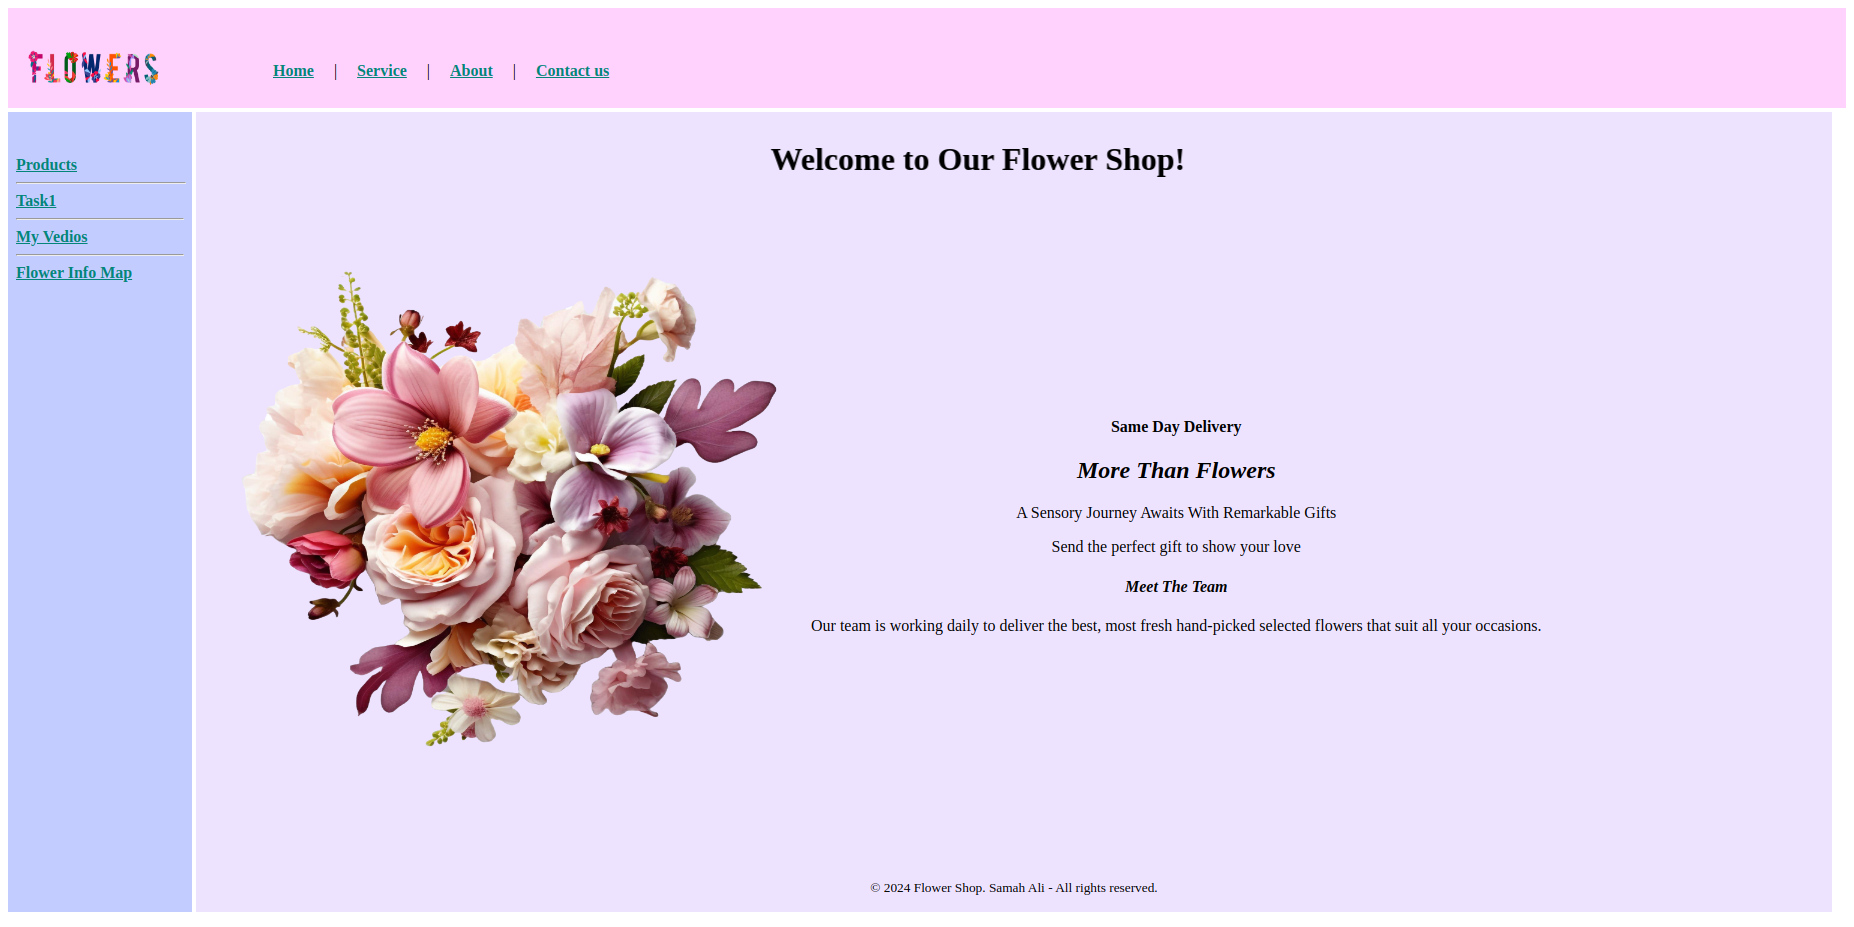 FLOWERS
Home | Service | About | Contact us
Products
Task1
My Vedios
Flower Info Map
Welcome to Our Flower Shop!
Same Day Delivery
More Than Flowers
A Sensory Journey Awaits With Remarkable Gifts
Send the perfect gift to show your love
Meet The Team
Our team is working daily to deliver the best, most fresh hand-picked selected flowers that suit all your occasions.
© 2024 Flower Shop. Samah Ali - All rights reserved.